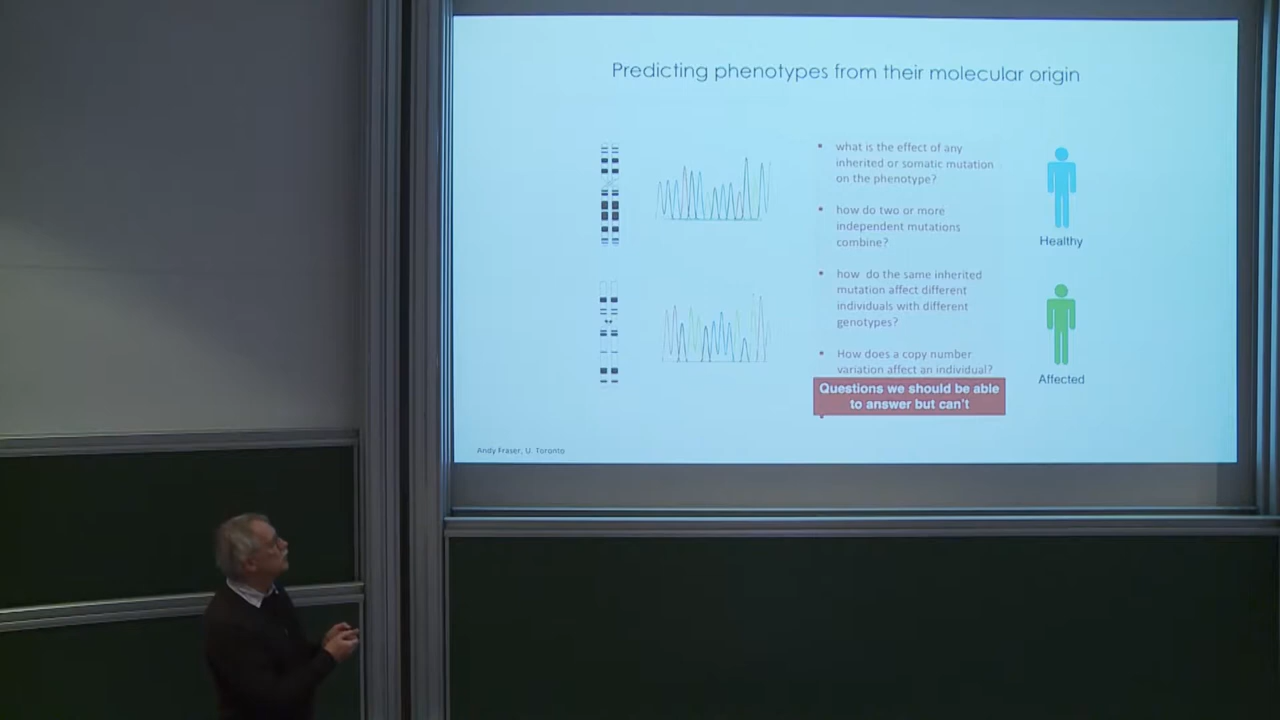 Predicting phenotypes from their molecular origin
• what is the effect of any
inherited or somatic mutation
on the phenotype?
• how do two or more
independent mutations
combine?
• how do the same inherited
mutation affect different
individuals with different
genotypes?
• How does a copy number
variation affect an individual?
Questions we should be able
to answer but can't
Healthy
Affected
Andy Fraser, U. Toronto